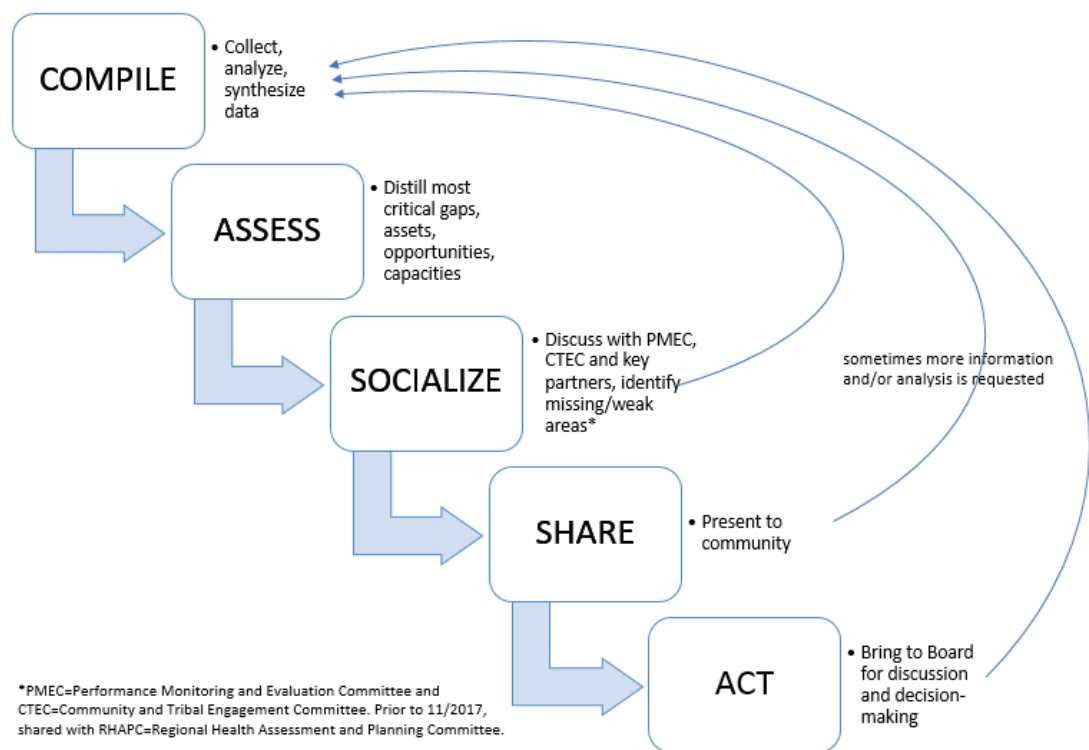 COMPILE
• Collect,
analyze,
synthesize
data
ASSESS
• Distill most
critical gaps,
assets,
opportunities,
capacities
SOCIALIZE
• Discuss with PMEC,
CTEC and key
partners, identify
missing/weak
areas*
sometimes more information
and/or analysis is requested
SHARE
• Present to
community
ACT
• Bring to Board
for discussion
and decision-
making
*PMEC=Performance Monitoring and Evaluation Committee and
CTEC=Community and Tribal Engagement Committee. Prior to 11/2017,
shared with RHAPC=Regional Health Assessment and Planning Committee.